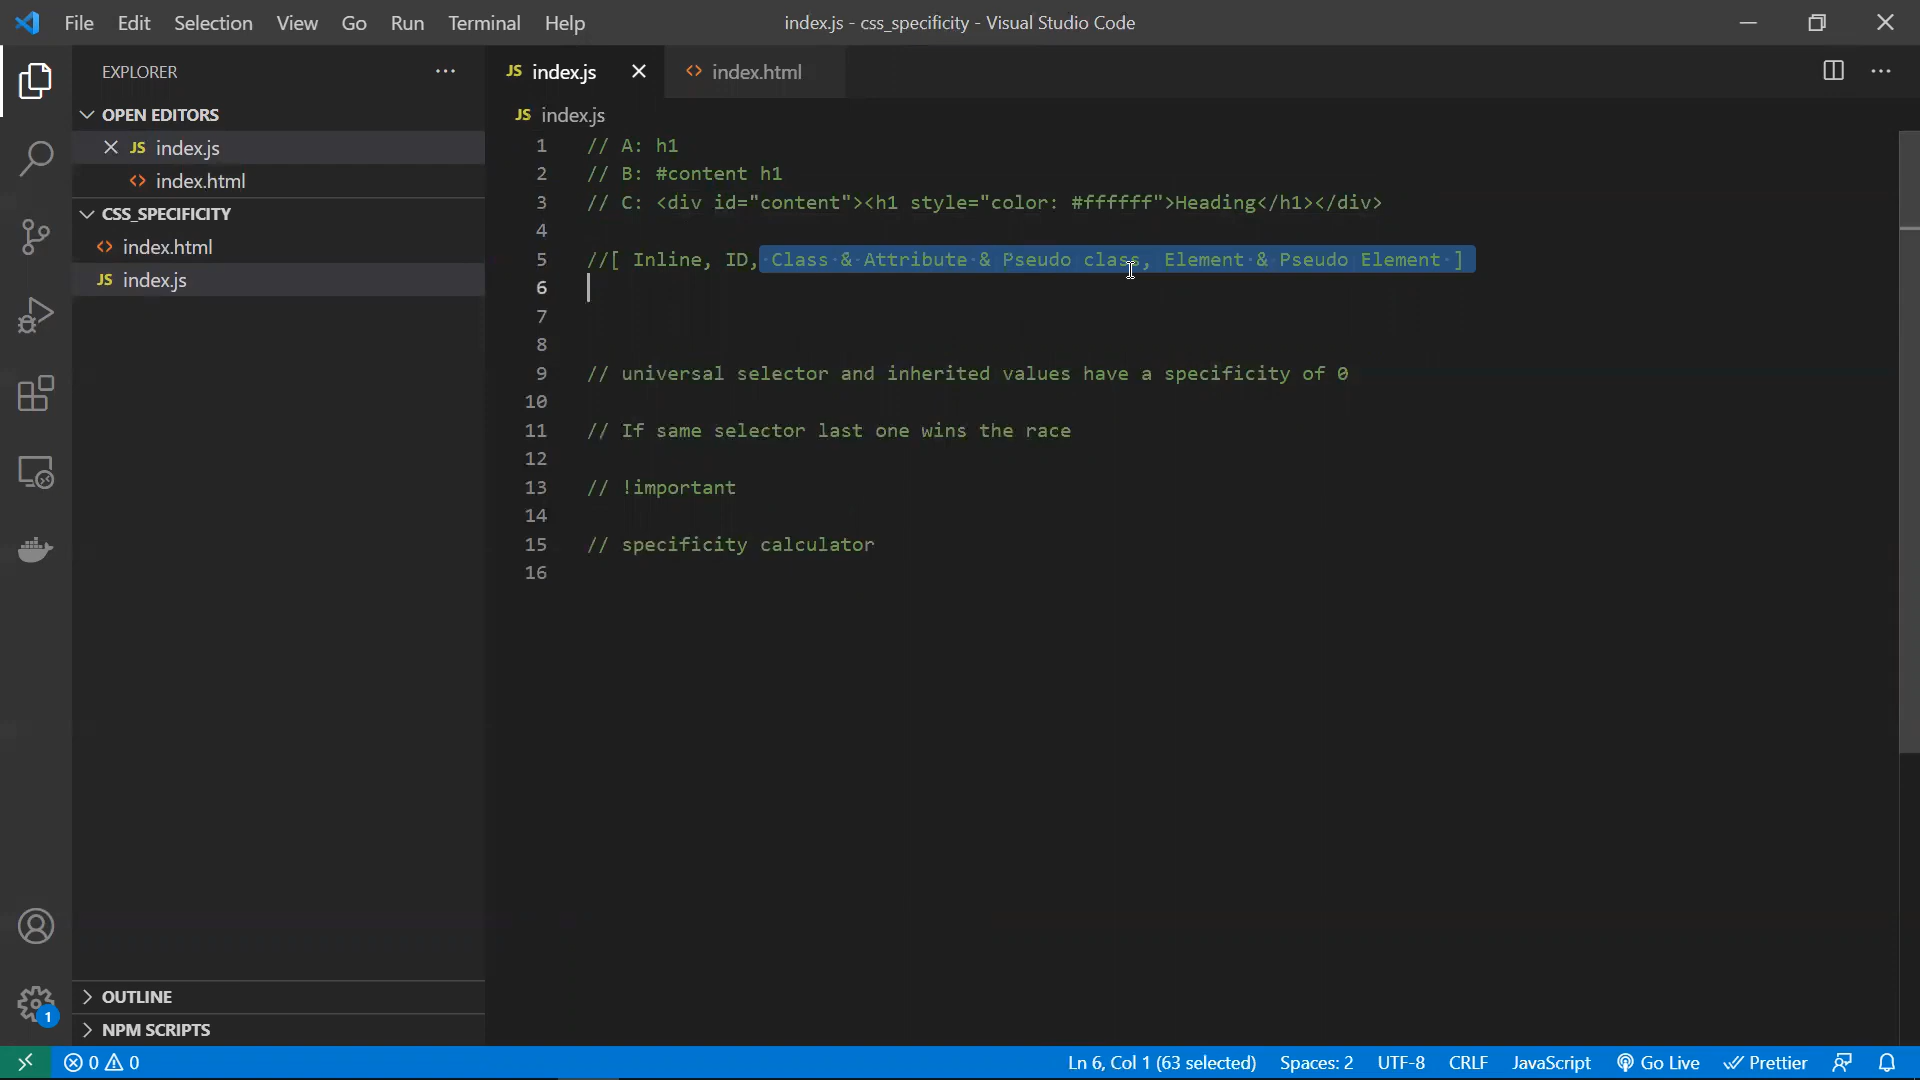 File Edit Selection View Go Run Terminal Help
index.js - css_specificity - Visual Studio Code
EXPLORER
OPEN EDITORS
JS index.js
<> index.html
CSS_SPECIFICITY
<> index.html
JS index.js
OUTLINE
NPM SCRIPTS
1
JS index.js
<> index.html
JS index.js
1 // A: h1
2 // B: #content h1
3 // C: <div id="content"><h1 style="color: #ffffff">Heading</h1></div>
4
5 //[ Inline, ID, Class & Attribute & Pseudo class, Element & Pseudo Element ]
6
7
8
9 // universal selector and inherited values have a specificity of 0
10
11 // If same selector last one wins the race
12
13 // !important
14
15 // specificity calculator
16
0 0 Ln 6, Col 1 (63 selected) Spaces: 2 UTF-8 CRLF JavaScript Go Live Prettier